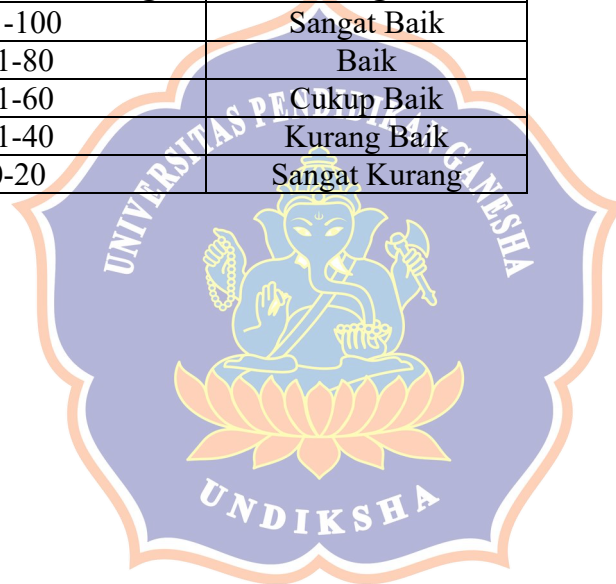 -100 Sangat Baik
1-80 Baik
1-60 Cukup Baik
1-40 Kurang Baik
0-20 Sangat Kurang
UNIVERSITAS PENDIDIKAN GANESHA
UNDIKSHA